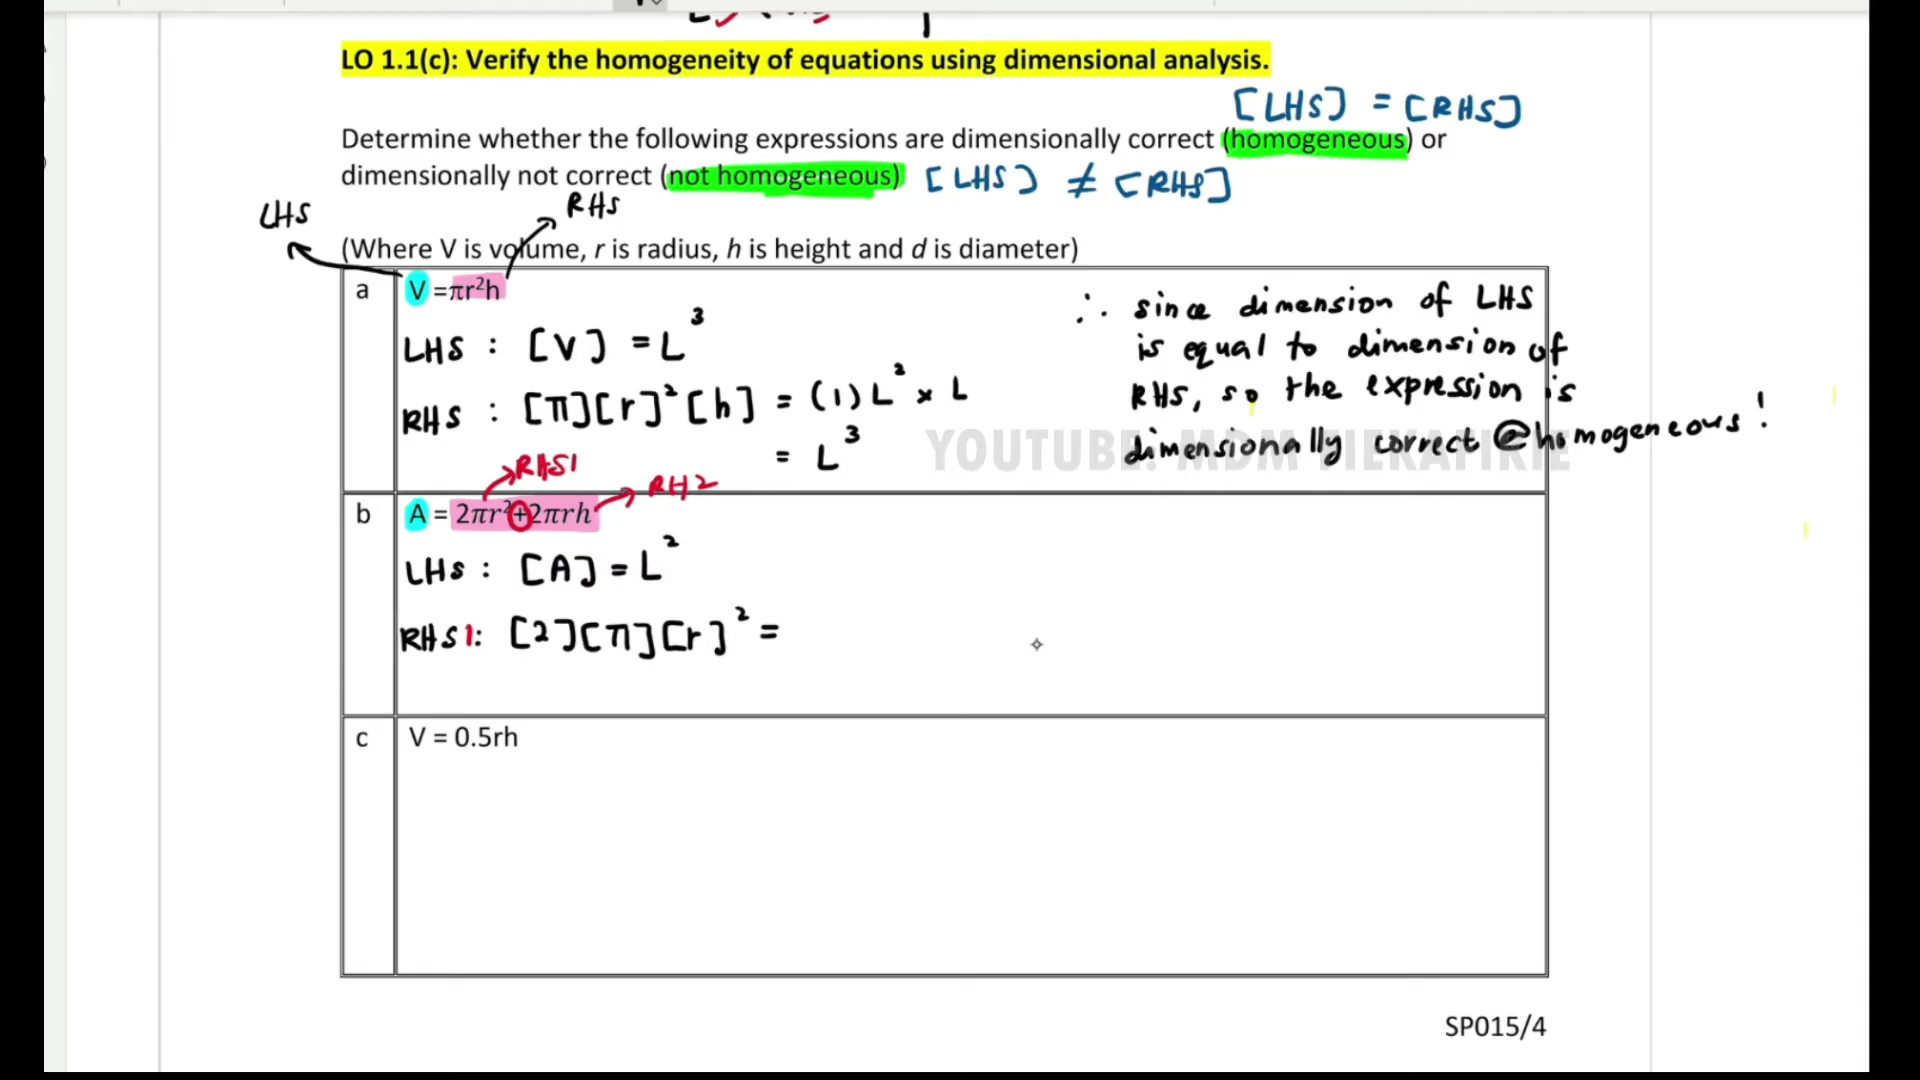 LO 1.1(c): Verify the homogeneity of equations using dimensional analysis.
[LHS] = [RHS]
Determine whether the following expressions are dimensionally correct (homogeneous) or
dimensionally not correct (not homogeneous) [LHS] ≠ [RHS]
LHS
RHS
(Where V is volume, r is radius, h is height and d is diameter)
a
V =πr²h
LHS : [V] = L³
RHS : [π][r]²[h] = (1)L² × L
= L³
∴ since dimension of LHS
is equal to dimension of
RHS, so the expression is
dimensionally correct @ homogeneous!
YOUTUBE: MDM TIEKAFIKIE
RHS1
RH2
b
A = 2πr²+2πrh
LHS : [A] = L²
RHS1: [2][π][r]² =
c
V = 0.5rh
SP015/4